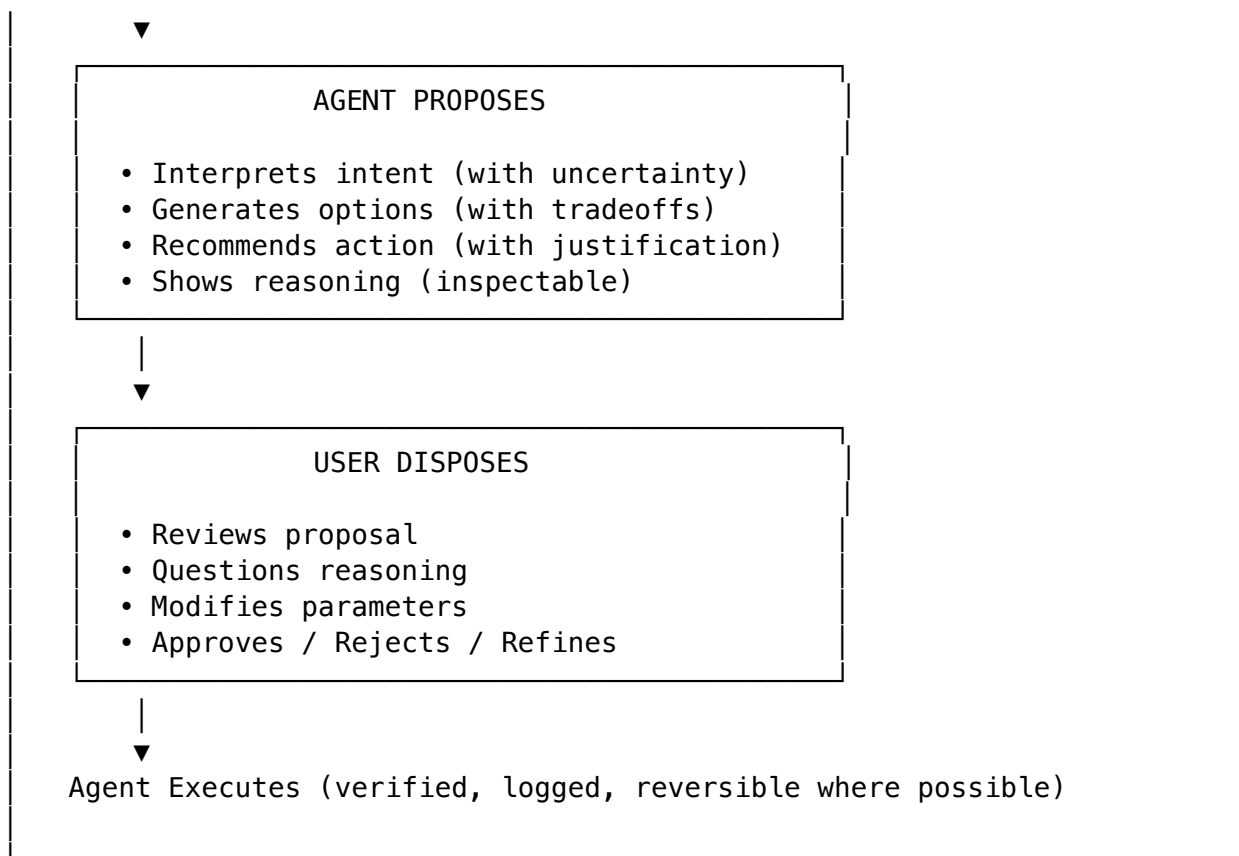 ▼
AGENT PROPOSES
• Interprets intent (with uncertainty)
• Generates options (with tradeoffs)
• Recommends action (with justification)
• Shows reasoning (inspectable)
▼
USER DISPOSES
• Reviews proposal
• Questions reasoning
• Modifies parameters
• Approves / Rejects / Refines
▼
Agent Executes (verified, logged, reversible where possible)